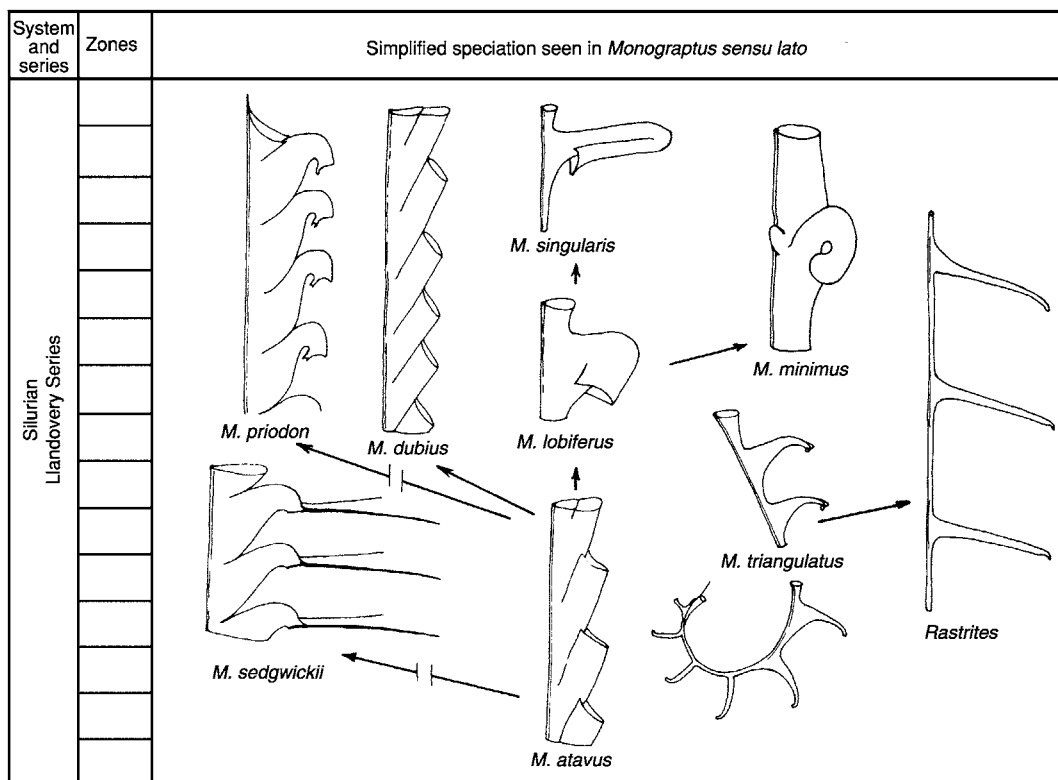 System
and
series
Zones
Simplified speciation seen in Monograptus sensu lato
Silurian
Llandovery Series
M. singularis
M. minimus
M. priodon
M. dubius
M. lobiferus
M. triangulatus
Rastrites
M. sedgwickii
M. atavus